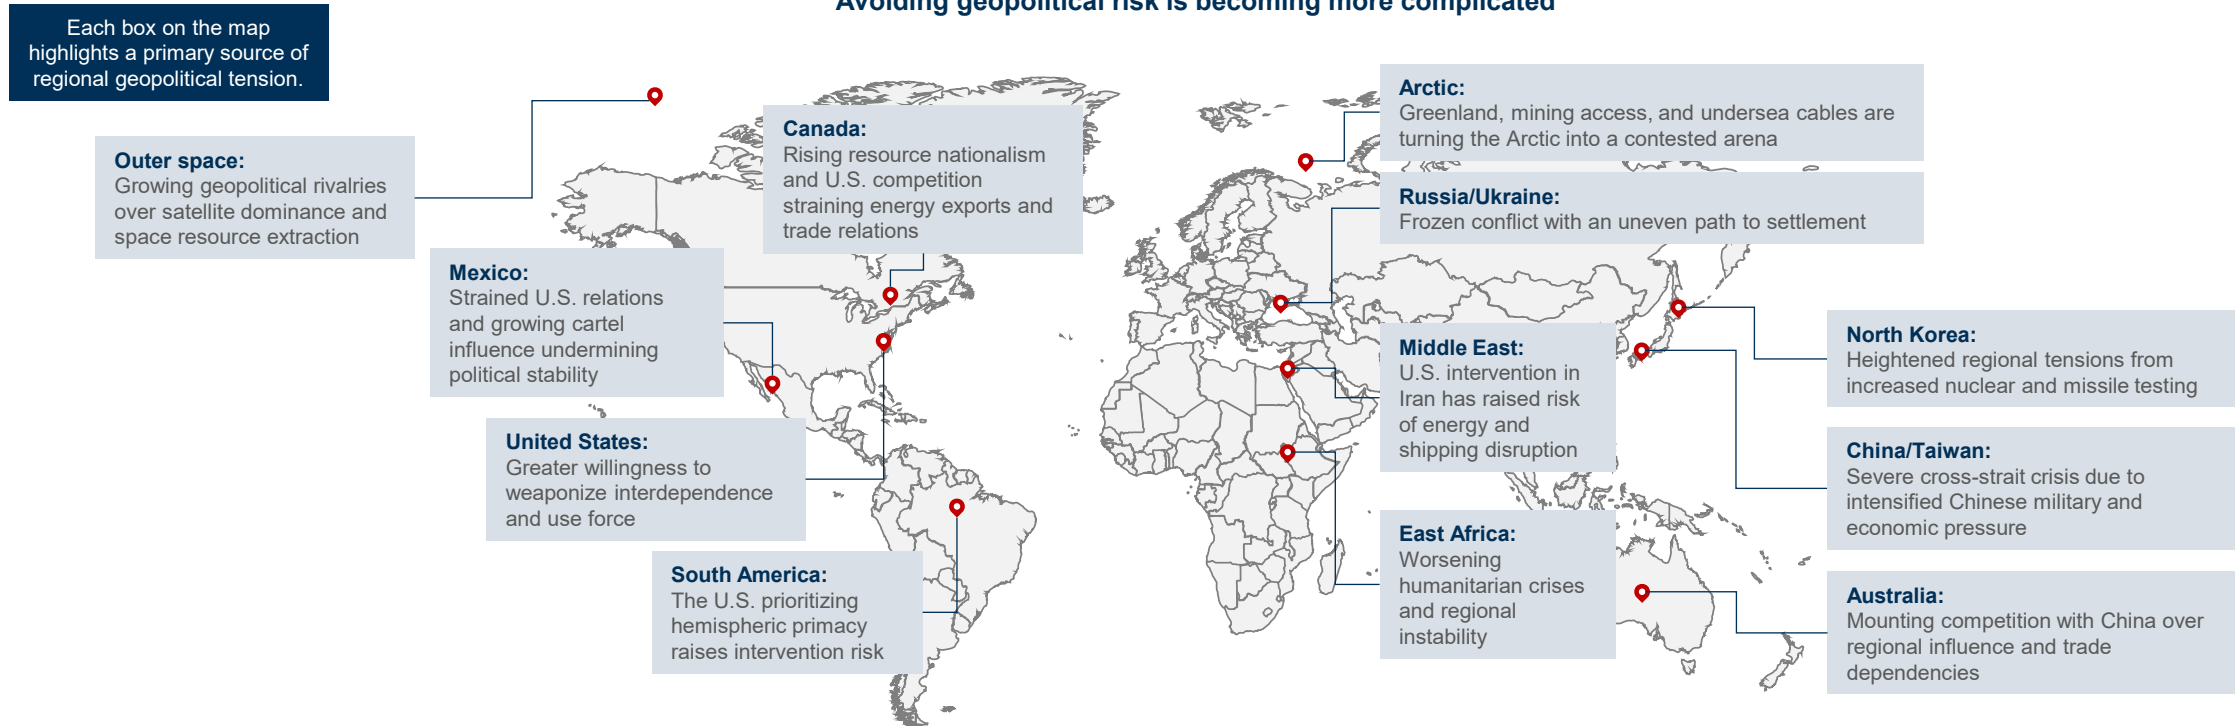 Avoiding geopolitical risk is becoming more complicated
Each box on the map
highlights a primary source of
regional geopolitical tension.
Outer space:
Growing geopolitical rivalries
over satellite dominance and
space resource extraction
Canada:
Rising resource nationalism
and U.S. competition
straining energy exports and
trade relations
Arctic:
Greenland, mining access, and undersea cables are
turning the Arctic into a contested arena
Russia/Ukraine:
Frozen conflict with an uneven path to settlement
Mexico:
Strained U.S. relations
and growing cartel
influence undermining
political stability
Middle East:
U.S. intervention in
Iran has raised risk
of energy and
shipping disruption
North Korea:
Heightened regional tensions from
increased nuclear and missile testing
United States:
Greater willingness to
weaponize interdependence
and use force
China/Taiwan:
Severe cross-strait crisis due to
intensified Chinese military and
economic pressure
South America:
The U.S. prioritizing
hemispheric primacy
raises intervention risk
East Africa:
Worsening
humanitarian crises
and regional
instability
Australia:
Mounting competition with China over
regional influence and trade
dependencies